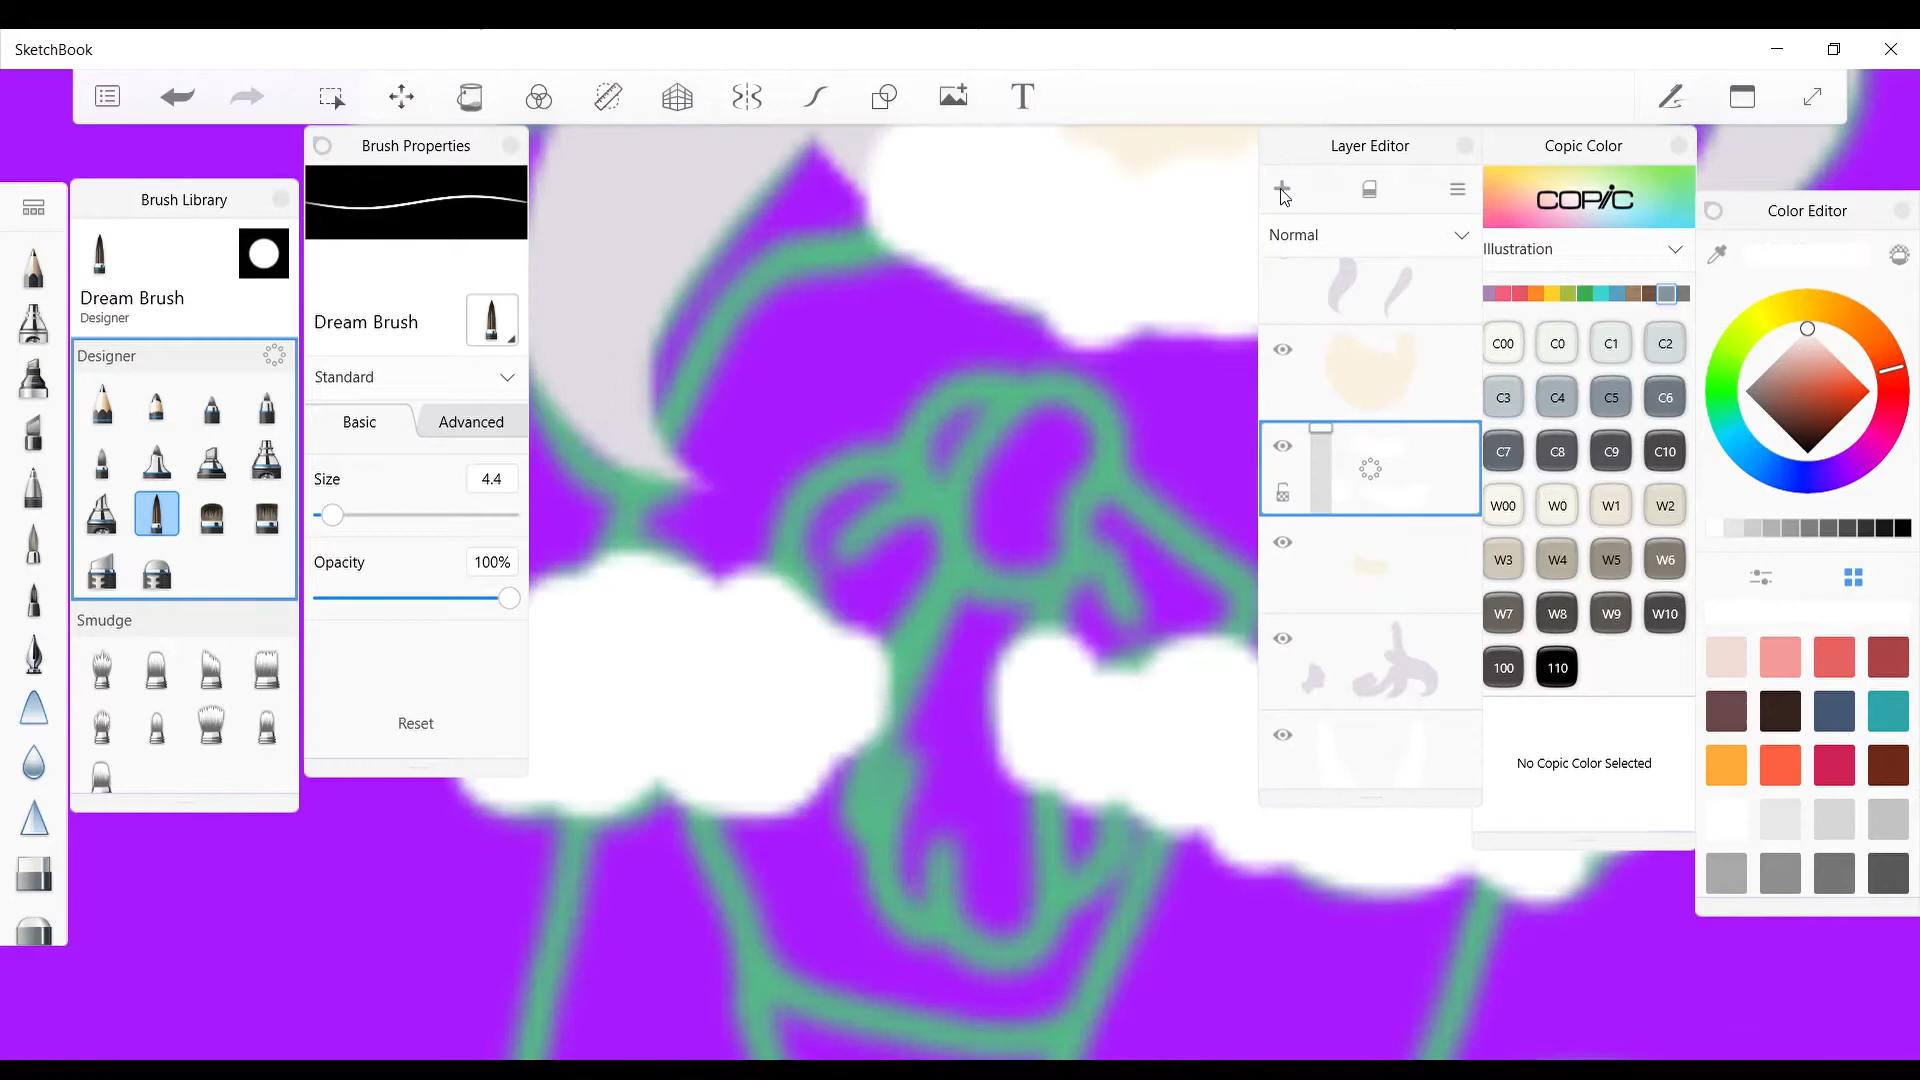 SketchBook
Brush Library
Dream Brush
Designer
Designer
Smudge
Brush Properties
Dream Brush
Standard
Basic Advanced
Size 4.4
Opacity 100%
Reset
Layer Editor
Normal
Copic Color
COPIC
Illustration
C00 C0 C1 C2
C3 C4 C5 C6
C7 C8 C9 C10
W00 W0 W1 W2
W3 W4 W5 W6
W7 W8 W9 W10
100 110
No Copic Color Selected
Color Editor